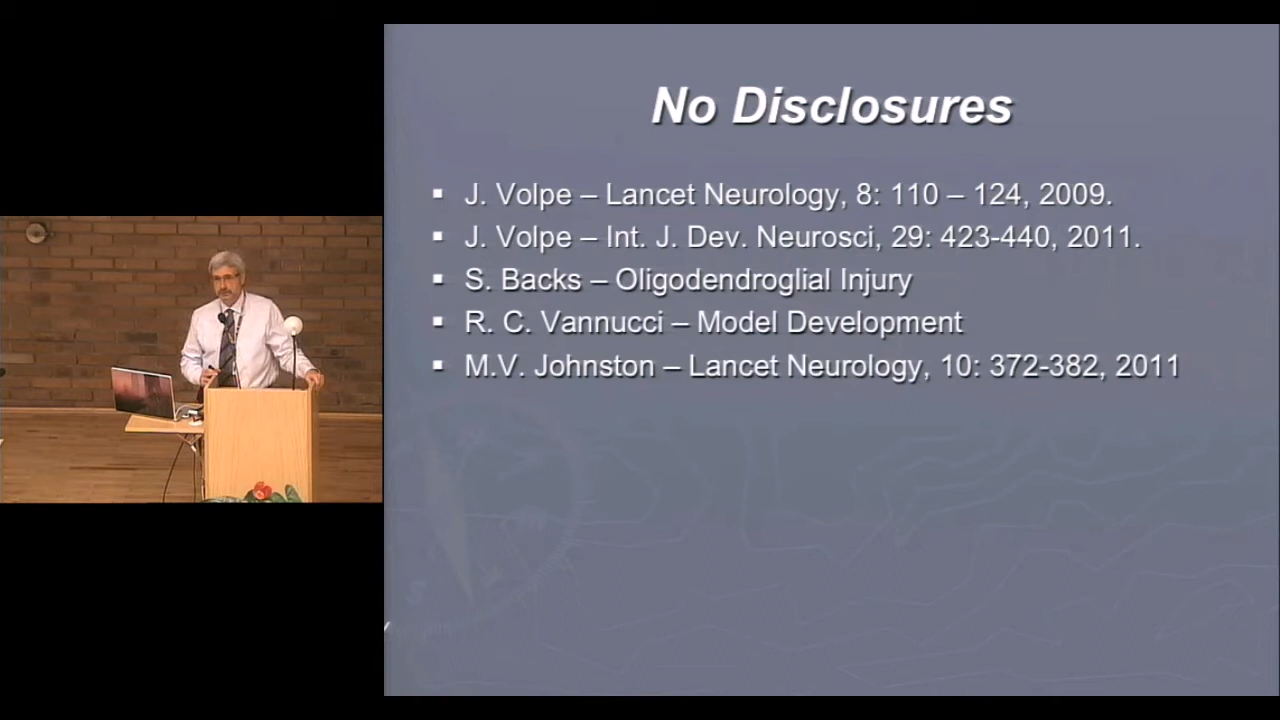 No Disclosures
J. Volpe – Lancet Neurology, 8: 110 – 124, 2009.
J. Volpe – Int. J. Dev. Neurosci, 29: 423-440, 2011.
S. Backs – Oligodendroglial Injury
R. C. Vannucci – Model Development
M.V. Johnston – Lancet Neurology, 10: 372-382, 2011